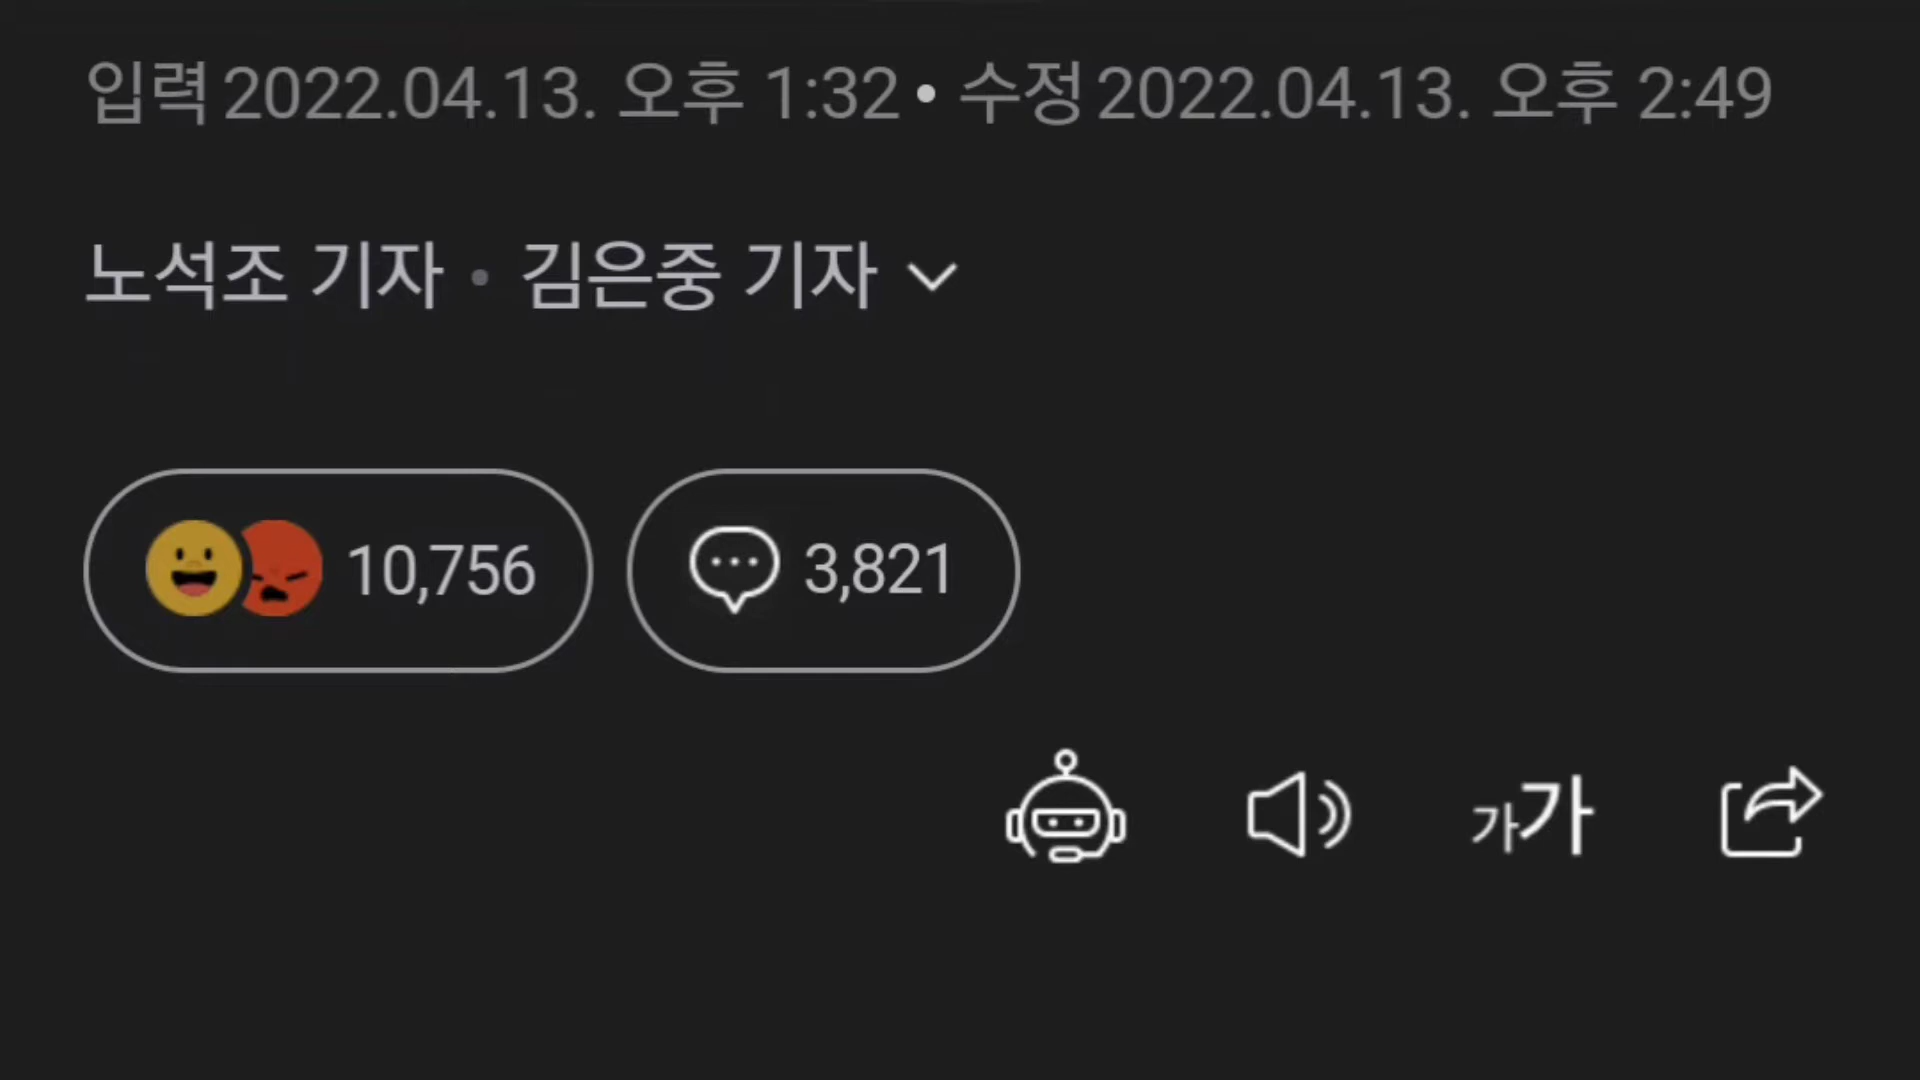 입력 2022.04.13. 오후 1:32 • 수정 2022.04.13. 오후 2:49
노석조 기자 · 김은중 기자
10,756 3,821
가가